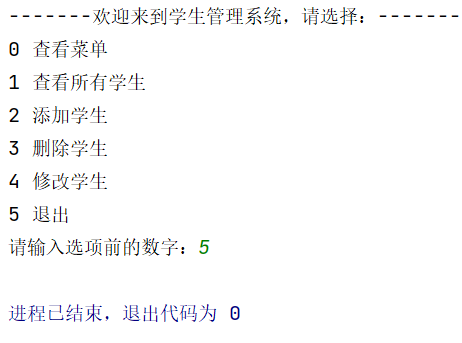 -------欢迎来到学生管理系统，请选择：-------
0 查看菜单
1 查看所有学生
2 添加学生
3 删除学生
4 修改学生
5 退出
请输入选项前的数字：5
进程已结束，退出代码为 0